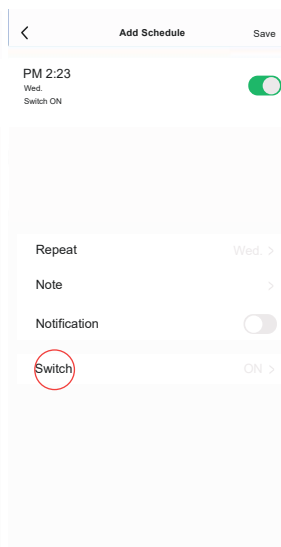 Add Schedule Save
PM 2:23
Wed.
Switch ON
Repeat Wed.
Note
Notification
Switch ON